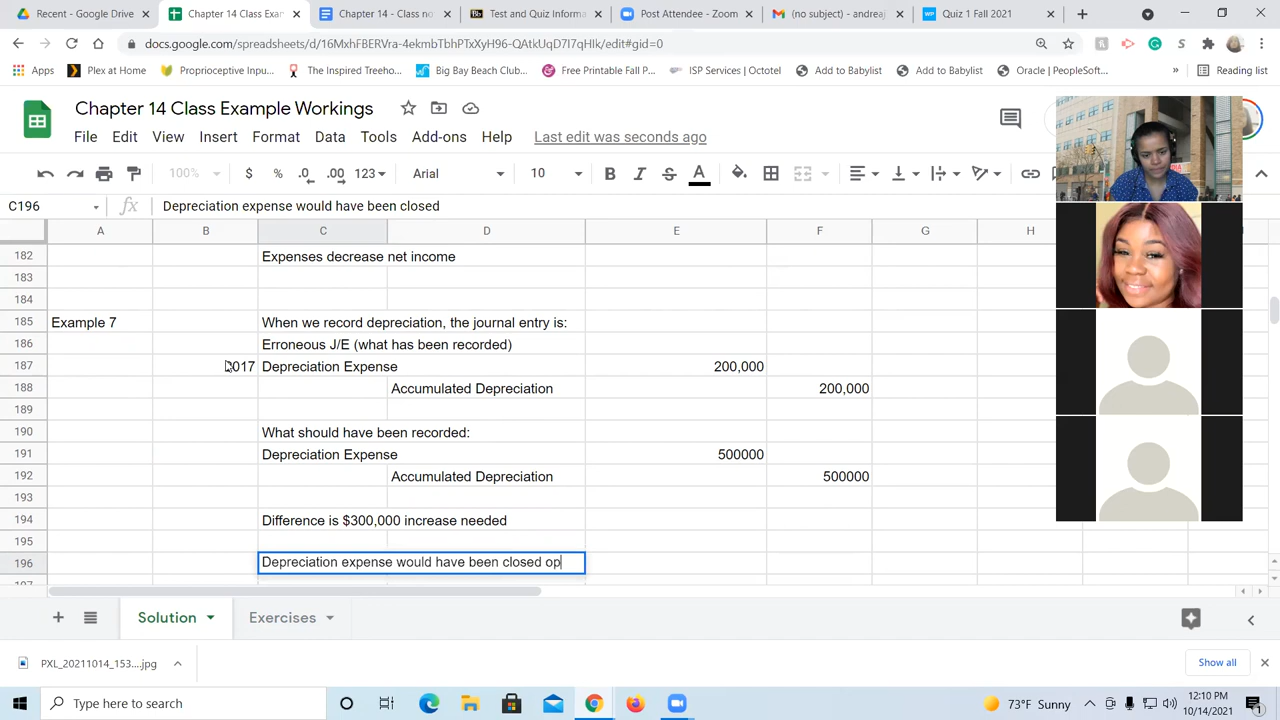 My Drive - Google Drive
Chapter 14 Class Exam
Chapter 14 - Class no
Test and Quiz Informa
Post Attendee - Zoom
(no subject) - andreaj
Quiz 1 Fall 2021
docs.google.com/spreadsheets/d/16MxhFBERVra-4ekmbTbIPTxXyH96-QAtkUqD7I7qHIk/edit#gid=0
Apps
Plex at Home
Proprioceptive Inpu...
The Inspired Treeho...
Big Bay Beach Club...
Free Printable Fall P...
ISP Services | Octotel
Add to Babylist
Add to Babylist
Oracle | PeopleSoft...
»
Reading list
Chapter 14 Class Example Workings
File Edit View Insert Format Data Tools Add-ons Help Last edit was seconds ago
100% $ % .0 .00 123 Arial 10 B I S A
C196 fx Depreciation expense would have been closed
A B C D E F G H
182 Expenses decrease net income
183
184
185 Example 7 When we record depreciation, the journal entry is:
186 Erroneous J/E (what has been recorded)
187 2017 Depreciation Expense 200,000
188 Accumulated Depreciation 200,000
189
190 What should have been recorded:
191 Depreciation Expense 500000
192 Accumulated Depreciation 500000
193
194 Difference is $300,000 increase needed
195
196 Depreciation expense would have been closed op
197
+ Solution Exercises
PXL_20211014_153....jpg
Show all
Type here to search
73°F Sunny
12:10 PM
10/14/2021